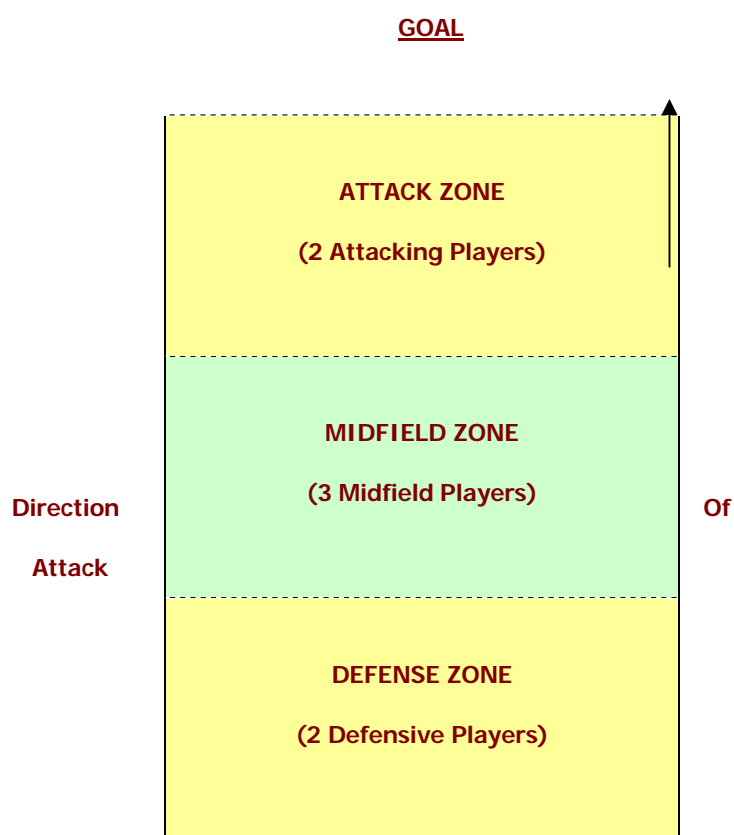 GOAL
ATTACK ZONE
(2 Attacking Players)
MIDFIELD ZONE
(3 Midfield Players)
Direction Of
Attack
DEFENSE ZONE
(2 Defensive Players)